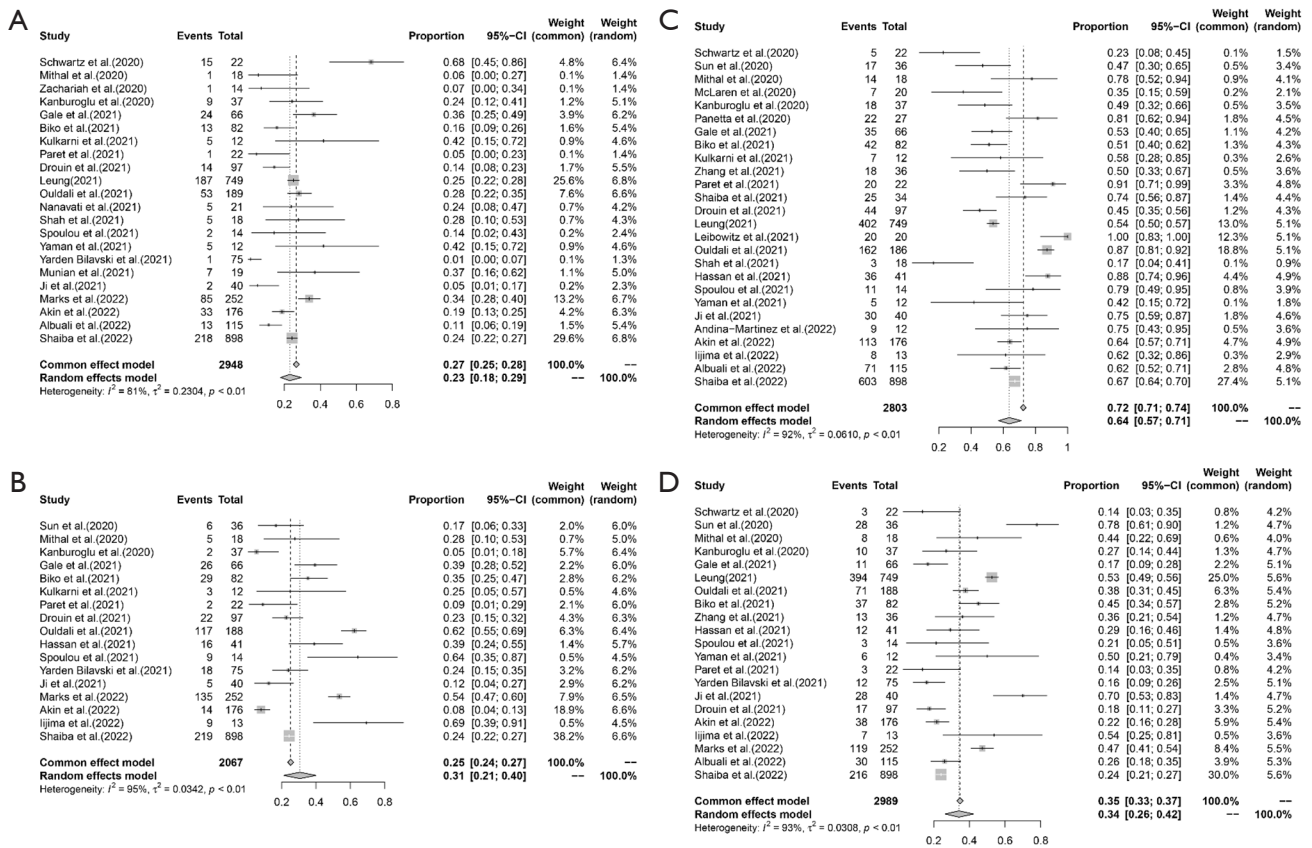 A
Study Events Total Proportion 95%−CI Weight (common) Weight (random)
Schwartz et al.(2020) 15 22 0.68 [0.45; 0.86] 4.8% 6.4%
Mithal et al.(2020) 1 18 0.06 [0.00; 0.27] 0.1% 1.4%
Zachariah et al.(2020) 1 14 0.07 [0.00; 0.34] 0.1% 1.4%
Kanburoglu et al.(2020) 9 37 0.24 [0.12; 0.41] 1.2% 5.1%
Gale et al.(2021) 24 66 0.36 [0.25; 0.49] 3.9% 6.2%
Biko et al.(2021) 13 82 0.16 [0.09; 0.26] 1.6% 5.5%
Kulkarni et al.(2021) 5 12 0.42 [0.15; 0.72] 0.9% 4.6%
Paret et al.(2021) 1 22 0.05 [0.00; 0.23] 0.1% 1.4%
Drouin et al.(2021) 14 97 0.14 [0.08; 0.23] 1.7% 5.5%
Leung(2021) 187 749 0.25 [0.22; 0.28] 25.6% 6.8%
Ouldali et al.(2021) 53 189 0.28 [0.22; 0.35] 7.6% 6.6%
Nanavati et al.(2021) 5 21 0.24 [0.08; 0.47] 0.7% 4.2%
Shah et al.(2021) 5 18 0.28 [0.10; 0.53] 0.7% 4.3%
Spoulou et al.(2021) 2 14 0.14 [0.02; 0.43] 0.2% 2.4%
Yaman et al.(2021) 5 12 0.42 [0.15; 0.72] 0.9% 4.6%
Yarden Bilavski et al.(2021) 1 75 0.01 [0.00; 0.07] 0.1% 1.3%
Munian et al.(2021) 7 19 0.37 [0.16; 0.62] 1.1% 5.0%
Ji et al.(2021) 2 40 0.05 [0.01; 0.17] 0.2% 2.3%
Marks et al.(2022) 85 252 0.34 [0.28; 0.40] 13.2% 6.7%
Akin et al.(2022) 33 176 0.19 [0.13; 0.25] 4.2% 6.3%
Albuali et al.(2022) 13 115 0.11 [0.06; 0.19] 1.5% 5.4%
Shaiba et al.(2022) 218 898 0.24 [0.22; 0.27] 29.6% 6.8%
Common effect model 2948 0.27 [0.25; 0.28] 100.0% −−
Random effects model 0.23 [0.18; 0.29] −− 100.0%
Heterogeneity: I² = 81%, τ² = 0.2304, p < 0.01
0.2 0.4 0.6 0.8
B
Study Events Total Proportion 95%−CI Weight (common) Weight (random)
Sun et al.(2020) 6 36 0.17 [0.06; 0.33] 2.0% 6.0%
Mithal et al.(2020) 5 18 0.28 [0.10; 0.53] 0.7% 5.0%
Kanburoglu et al.(2020) 2 37 0.05 [0.01; 0.18] 5.7% 6.4%
Gale et al.(2021) 26 66 0.39 [0.28; 0.52] 2.2% 6.0%
Biko et al.(2021) 29 82 0.35 [0.25; 0.47] 2.8% 6.2%
Kulkarni et al.(2021) 3 12 0.25 [0.05; 0.57] 0.5% 4.6%
Paret et al.(2021) 2 22 0.09 [0.01; 0.29] 2.1% 6.0%
Drouin et al.(2021) 22 97 0.23 [0.15; 0.32] 4.3% 6.3%
Ouldali et al.(2021) 117 188 0.62 [0.55; 0.69] 6.3% 6.4%
Hassan et al.(2021) 16 41 0.39 [0.24; 0.55] 1.4% 5.7%
Spoulou et al.(2021) 9 14 0.64 [0.35; 0.87] 0.5% 4.5%
Yarden Bilavski et al.(2021) 18 75 0.24 [0.15; 0.35] 3.2% 6.2%
Ji et al.(2021) 5 40 0.12 [0.04; 0.27] 2.9% 6.2%
Marks et al.(2022) 135 252 0.54 [0.47; 0.60] 7.9% 6.5%
Akin et al.(2022) 14 176 0.08 [0.04; 0.13] 18.9% 6.6%
Iijima et al.(2022) 9 13 0.69 [0.39; 0.91] 0.5% 4.5%
Shaiba et al.(2022) 219 898 0.24 [0.22; 0.27] 38.2% 6.6%
Common effect model 2067 0.25 [0.24; 0.27] 100.0% −−
Random effects model 0.31 [0.21; 0.40] −− 100.0%
Heterogeneity: I² = 95%, τ² = 0.0342, p < 0.01
0.2 0.4 0.6 0.8
C
Study Events Total Proportion 95%−CI Weight (common) Weight (random)
Schwartz et al.(2020) 5 22 0.23 [0.08; 0.45] 0.1% 1.5%
Sun et al.(2020) 17 36 0.47 [0.30; 0.65] 0.5% 3.4%
Mithal et al.(2020) 14 18 0.78 [0.52; 0.94] 0.9% 4.1%
McLaren et al.(2020) 7 20 0.35 [0.15; 0.59] 0.2% 2.1%
Kanburoglu et al.(2020) 18 37 0.49 [0.32; 0.66] 0.5% 3.5%
Panetta et al.(2020) 22 27 0.81 [0.62; 0.94] 1.8% 4.5%
Gale et al.(2021) 35 66 0.53 [0.40; 0.65] 1.1% 4.3%
Biko et al.(2021) 42 82 0.51 [0.40; 0.62] 1.3% 4.3%
Kulkarni et al.(2021) 7 12 0.58 [0.28; 0.85] 0.3% 2.6%
Zhang et al.(2021) 18 36 0.50 [0.33; 0.67] 0.5% 3.5%
Paret et al.(2021) 20 22 0.91 [0.71; 0.99] 3.3% 4.8%
Shaiba et al.(2021) 25 34 0.74 [0.56; 0.87] 1.4% 4.4%
Drouin et al.(2021) 44 97 0.45 [0.35; 0.56] 1.2% 4.3%
Leung(2021) 402 749 0.54 [0.50; 0.57] 13.0% 5.1%
Leibowitz et al.(2021) 20 20 1.00 [0.83; 1.00] 12.3% 5.1%
Ouldali et al.(2021) 162 186 0.87 [0.81; 0.92] 18.8% 5.1%
Shah et al.(2021) 3 18 0.17 [0.04; 0.41] 0.1% 0.9%
Hassan et al.(2021) 36 41 0.88 [0.74; 0.96] 4.4% 4.9%
Spoulou et al.(2021) 11 14 0.79 [0.49; 0.95] 0.8% 3.9%
Yaman et al.(2021) 5 12 0.42 [0.15; 0.72] 0.1% 1.8%
Ji et al.(2021) 30 40 0.75 [0.59; 0.87] 1.8% 4.6%
Andina−Martinez et al.(2022) 9 12 0.75 [0.43; 0.95] 0.5% 3.6%
Akin et al.(2022) 113 176 0.64 [0.57; 0.71] 4.7% 4.9%
Iijima et al.(2022) 8 13 0.62 [0.32; 0.86] 0.3% 2.9%
Albuali et al.(2022) 71 115 0.62 [0.52; 0.71] 2.8% 4.8%
Shaiba et al.(2022) 603 898 0.67 [0.64; 0.70] 27.4% 5.1%
Common effect model 2803 0.72 [0.71; 0.74] 100.0% −−
Random effects model 0.64 [0.57; 0.71] −− 100.0%
Heterogeneity: I² = 92%, τ² = 0.0610, p < 0.01
0.2 0.4 0.6 0.8 1
D
Study Events Total Proportion 95%−CI Weight (common) Weight (random)
Schwartz et al.(2020) 3 22 0.14 [0.03; 0.35] 0.8% 4.2%
Sun et al.(2020) 28 36 0.78 [0.61; 0.90] 1.2% 4.7%
Mithal et al.(2020) 8 18 0.44 [0.22; 0.69] 0.6% 4.0%
Kanburoglu et al.(2020) 10 37 0.27 [0.14; 0.44] 1.3% 4.7%
Gale et al.(2021) 11 66 0.17 [0.09; 0.28] 2.2% 5.1%
Leung(2021) 394 749 0.53 [0.49; 0.56] 25.0% 5.6%
Ouldali et al.(2021) 71 188 0.38 [0.31; 0.45] 6.3% 5.4%
Biko et al.(2021) 37 82 0.45 [0.34; 0.57] 2.8% 5.2%
Zhang et al.(2021) 13 36 0.36 [0.21; 0.54] 1.2% 4.7%
Hassan et al.(2021) 12 41 0.29 [0.16; 0.46] 1.4% 4.8%
Spoulou et al.(2021) 3 14 0.21 [0.05; 0.51] 0.5% 3.7%
Yaman et al.(2021) 6 12 0.50 [0.21; 0.79] 0.4% 3.4%
Paret et al.(2021) 3 22 0.14 [0.03; 0.35] 0.8% 4.2%
Yarden Bilavski et al.(2021) 12 75 0.16 [0.09; 0.26] 2.5% 5.2%
Ji et al.(2021) 28 40 0.70 [0.53; 0.83] 1.4% 4.7%
Drouin et al.(2021) 17 97 0.18 [0.11; 0.27] 3.3% 5.3%
Akin et al.(2022) 38 176 0.22 [0.16; 0.28] 5.9% 5.4%
Iijima et al.(2022) 7 13 0.54 [0.25; 0.81] 0.5% 3.6%
Marks et al.(2022) 119 252 0.47 [0.41; 0.54] 8.4% 5.5%
Albuali et al.(2022) 30 115 0.26 [0.18; 0.35] 3.9% 5.3%
Shaiba et al.(2022) 216 898 0.24 [0.21; 0.27] 30.0% 5.6%
Common effect model 2989 0.35 [0.33; 0.37] 100.0% −−
Random effects model 0.34 [0.26; 0.42] −− 100.0%
Heterogeneity: I² = 93%, τ² = 0.0308, p < 0.01
0.2 0.4 0.6 0.8